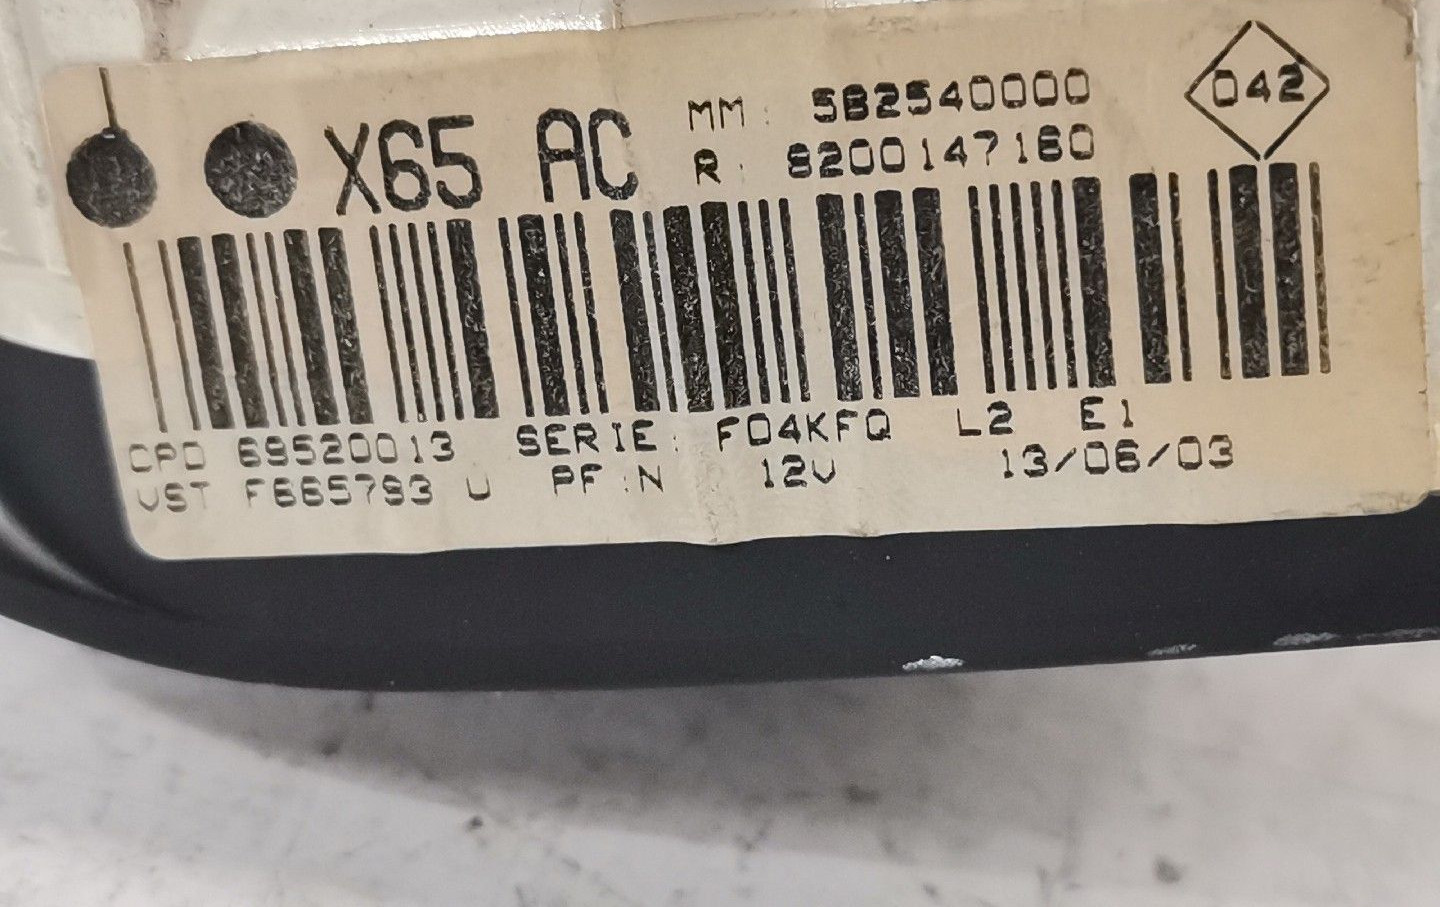 X65 AC
MM: 5B2540000
R: 8200147180
042
CPD 69520013 SERIE: F04KFQ L2 E1
VST F665793 U PF:N 12V 13/06/03